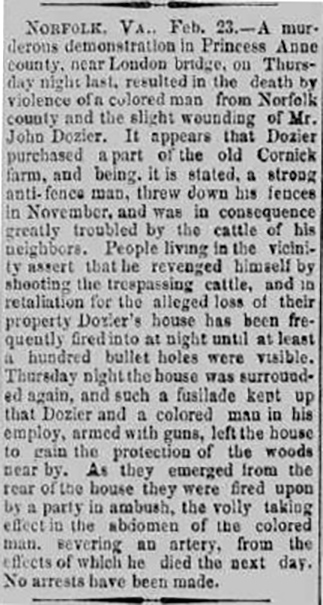 NORFOLK, VA., Feb. 23.—A mur-
derous demonstration in Princess Anne
county, near London bridge, on Thurs-
day night last, resulted in the death by
violence of a colored man from Norfolk
county and the slight wounding of Mr.
John Dozier. It appears that Dozier
purchased a part of the old Cornick
farm, and being, it is stated, a strong
anti-fence man, threw down his fences
in November, and was in consequence
greatly troubled by the cattle of his
neighbors. People living in the vicini-
ty assert that he revenged himself by
shooting the trespassing cattle, and in
retaliation for the alleged loss of their
property Dozier's house has been fre-
quently fired into at night until at least
a hundred bullet holes were visible.
Thursday night the house was surround-
ed again, and such a fusilade kept up
that Dozier and a colored man in his
employ, armed with guns, left the house
to gain the protection of the woods
near by. As they emerged from the
rear of the house they were fired upon
by a party in ambush, the volly taking
effect in the abdomen of the colored
man, severing an artery, from the
effects of which he died the next day.
No arrests have been made.